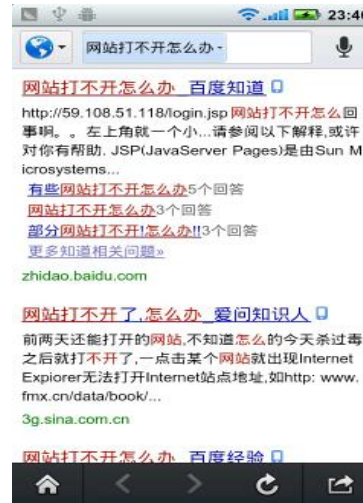 23:46
网站打不开怎么办 -
网站打不开怎么办_百度知道
http://59.108.51.118/login.jsp 网站打不开怎么回
事啊。。左上角就一个小...请参阅以下解释,或许
对你有帮助. JSP(JavaServer Pages)是由Sun M
icrosystems...
有些网站打不开怎么办5个回答
网站打不开怎么办3个回答
部分网站打不开!怎么办!!3个回答
更多知道相关问题»
zhidao.baidu.com
网站打不开了,怎么办_爱问知识人
前两天还能打开的网站,不知道怎么的今天杀过毒
之后就打不开了,一点击某个网站就出现Internet
Expiorer无法打开Internet站点地址,如http: www.
fmx.cn/data/book/...
3g.sina.com.cn
网站打不开怎么办_百度经验